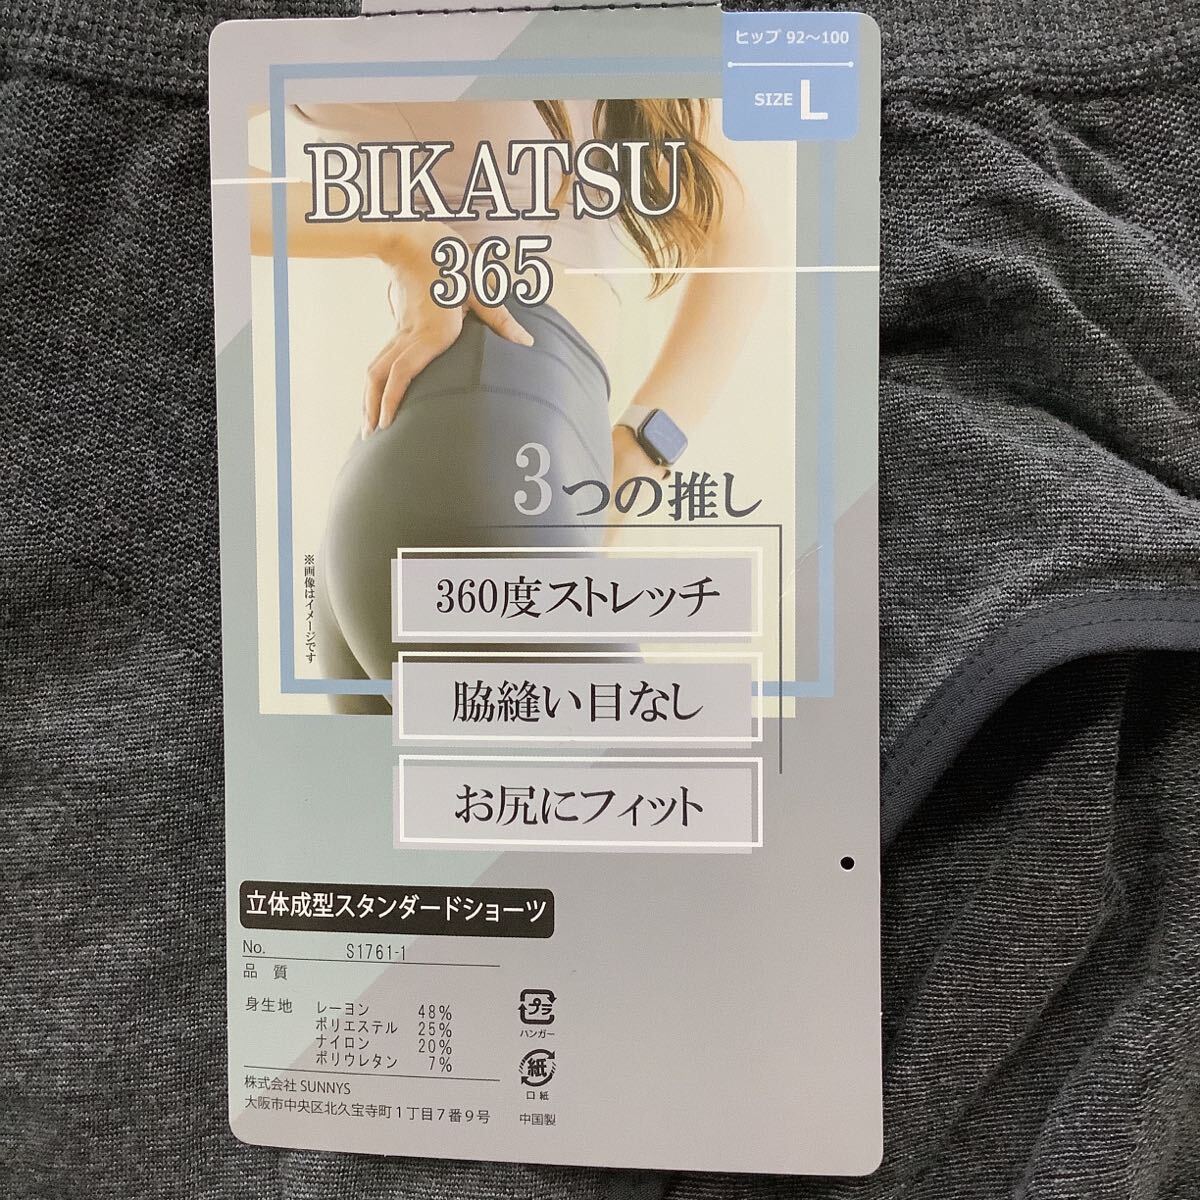 ヒップ 92〜100
SIZE L
BIKATSU
365
3つの推し
※画像はイメージです
360度ストレッチ
脇縫い目なし
お尻にフィット
立体成型スタンダードショーツ
No. S1761-1
品質
身生地 レーヨン 48%
ポリエステル 25%
ナイロン 20%
ポリウレタン 7%
株式会社 SUNNYS
大阪市中央区北久宝寺町1丁目7番9号
プラ
ハンガー
紙
口紙
中国製